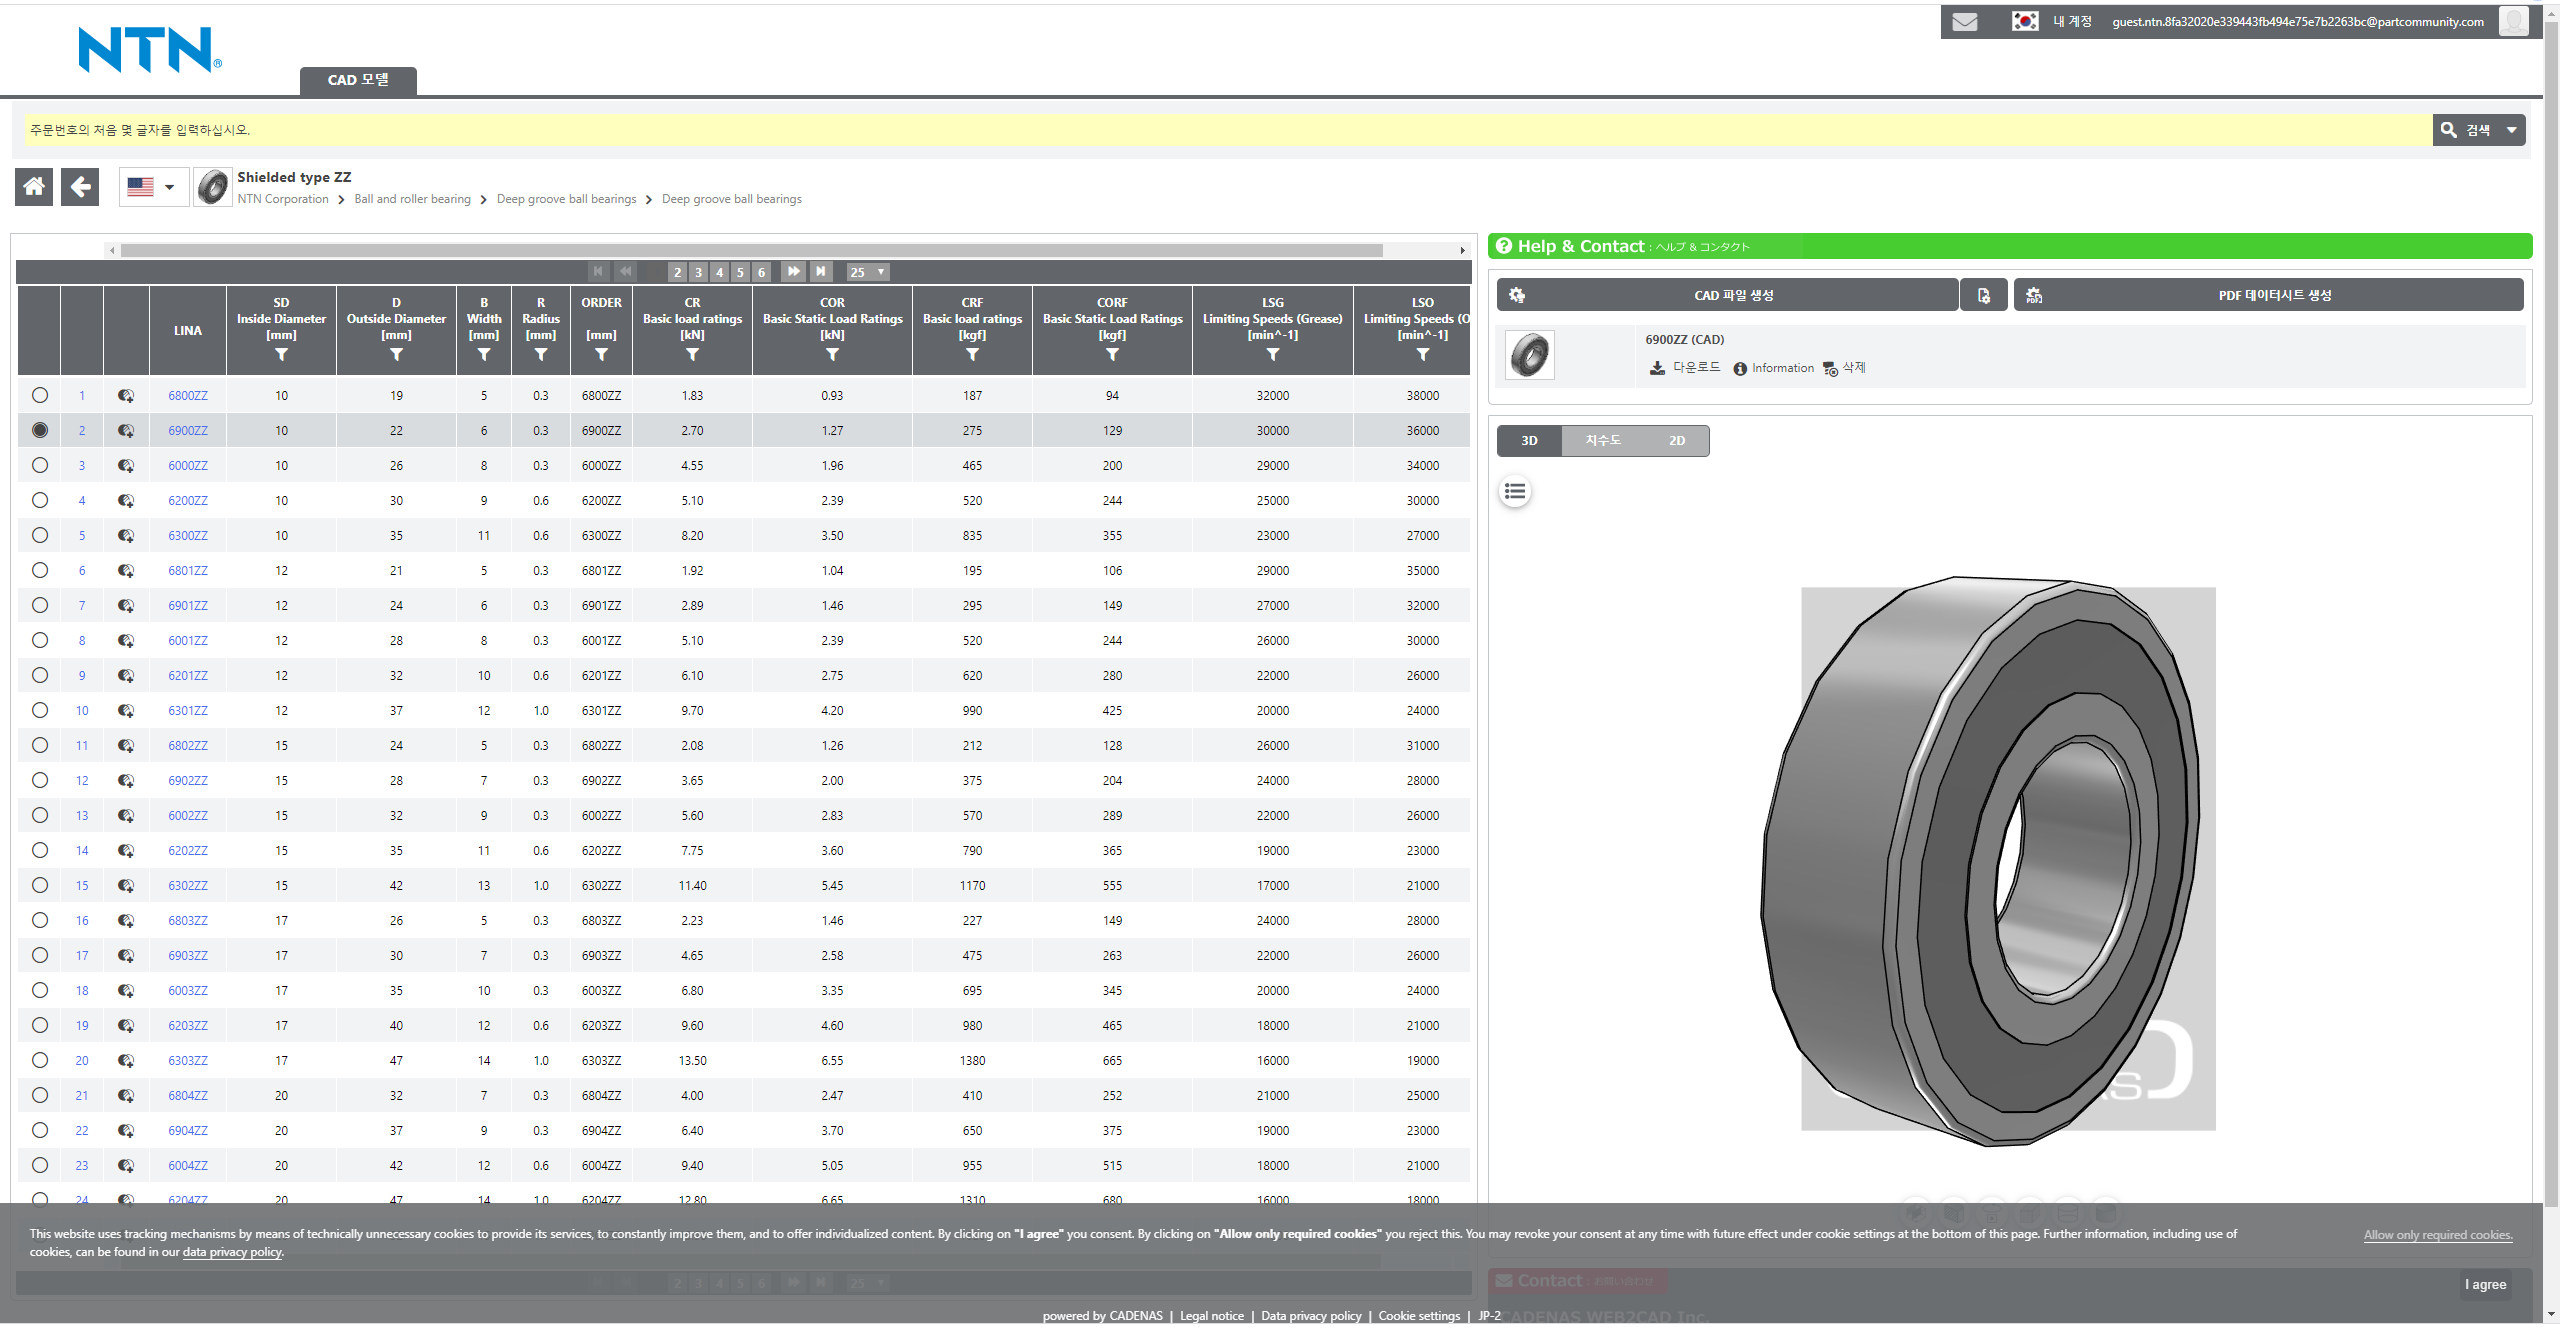 NTN®
내 계정 guest.ntn.8fa32020e339443fb494e75e7b2263bc@partcommunity.com
CAD 모델
주문번호의 처음 몇 글자를 입력하십시오.
검색
Shielded type ZZ
NTN Corporation > Ball and roller bearing > Deep groove ball bearings > Deep groove ball bearings
2 3 4 5 6 25
LINA SD Inside Diameter [mm] D Outside Diameter [mm] B Width [mm] R Radius [mm] ORDER [mm] CR Basic load ratings [kN] COR Basic Static Load Ratings [kN] CRF Basic load ratings [kgf] CORF Basic Static Load Ratings [kgf] LSG Limiting Speeds (Grease) [min^-1] LSO Limiting Speeds (O [min^-1]
1 6800ZZ 10 19 5 0.3 6800ZZ 1.83 0.93 187 94 32000 38000
2 6900ZZ 10 22 6 0.3 6900ZZ 2.70 1.27 275 129 30000 36000
3 6000ZZ 10 26 8 0.3 6000ZZ 4.55 1.96 465 200 29000 34000
4 6200ZZ 10 30 9 0.6 6200ZZ 5.10 2.39 520 244 25000 30000
5 6300ZZ 10 35 11 0.6 6300ZZ 8.20 3.50 835 355 23000 27000
6 6801ZZ 12 21 5 0.3 6801ZZ 1.92 1.04 195 106 29000 35000
7 6901ZZ 12 24 6 0.3 6901ZZ 2.89 1.46 295 149 27000 32000
8 6001ZZ 12 28 8 0.3 6001ZZ 5.10 2.39 520 244 26000 30000
9 6201ZZ 12 32 10 0.6 6201ZZ 6.10 2.75 620 280 22000 26000
10 6301ZZ 12 37 12 1.0 6301ZZ 9.70 4.20 990 425 20000 24000
11 6802ZZ 15 24 5 0.3 6802ZZ 2.08 1.26 212 128 26000 31000
12 6902ZZ 15 28 7 0.3 6902ZZ 3.65 2.00 375 204 24000 28000
13 6002ZZ 15 32 9 0.3 6002ZZ 5.60 2.83 570 289 22000 26000
14 6202ZZ 15 35 11 0.6 6202ZZ 7.75 3.60 790 365 19000 23000
15 6302ZZ 15 42 13 1.0 6302ZZ 11.40 5.45 1170 555 17000 21000
16 6803ZZ 17 26 5 0.3 6803ZZ 2.23 1.46 227 149 24000 28000
17 6903ZZ 17 30 7 0.3 6903ZZ 4.65 2.58 475 263 22000 26000
18 6003ZZ 17 35 10 0.3 6003ZZ 6.80 3.35 695 345 20000 24000
19 6203ZZ 17 40 12 0.6 6203ZZ 9.60 4.60 980 465 18000 21000
20 6303ZZ 17 47 14 1.0 6303ZZ 13.50 6.55 1380 665 16000 19000
21 6804ZZ 20 32 7 0.3 6804ZZ 4.00 2.47 410 252 21000 25000
22 6904ZZ 20 37 9 0.3 6904ZZ 6.40 3.70 650 375 19000 23000
23 6004ZZ 20 42 12 0.6 6004ZZ 9.40 5.05 955 515 18000 21000
24 6204ZZ 20 47 14 1.0 6204ZZ 12.80 6.65 1310 680 16000 18000
Help & Contact : ヘルプ & コンタクト
CAD 파일 생성 PDF 데이터시트 생성
6900ZZ (CAD)
다운로드 Information 삭제
3D 치수도 2D
This website uses tracking mechanisms by means of technically unnecessary cookies to provide its services, to constantly improve them, and to offer individualized content. By clicking on "I agree" you consent. By clicking on "Allow only required cookies" you reject this. You may revoke your consent at any time with future effect under cookie settings at the bottom of this page. Further information, including use of
cookies, can be found in our data privacy policy.
Allow only required cookies.
2 3 4 5 6 25
Contact : お問い合わせ
I agree
CADENAS WEB2CAD Inc.
powered by CADENAS | Legal notice | Data privacy policy | Cookie settings | JP-2